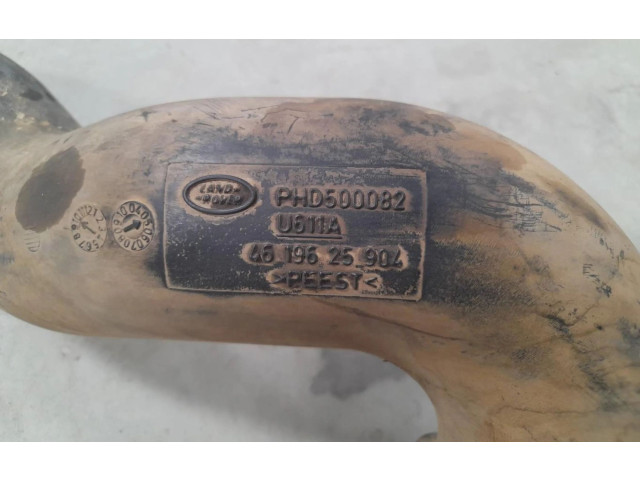 LAND-
-ROVER
PHD500082
U611A
46 196 25 904
>PEEST<